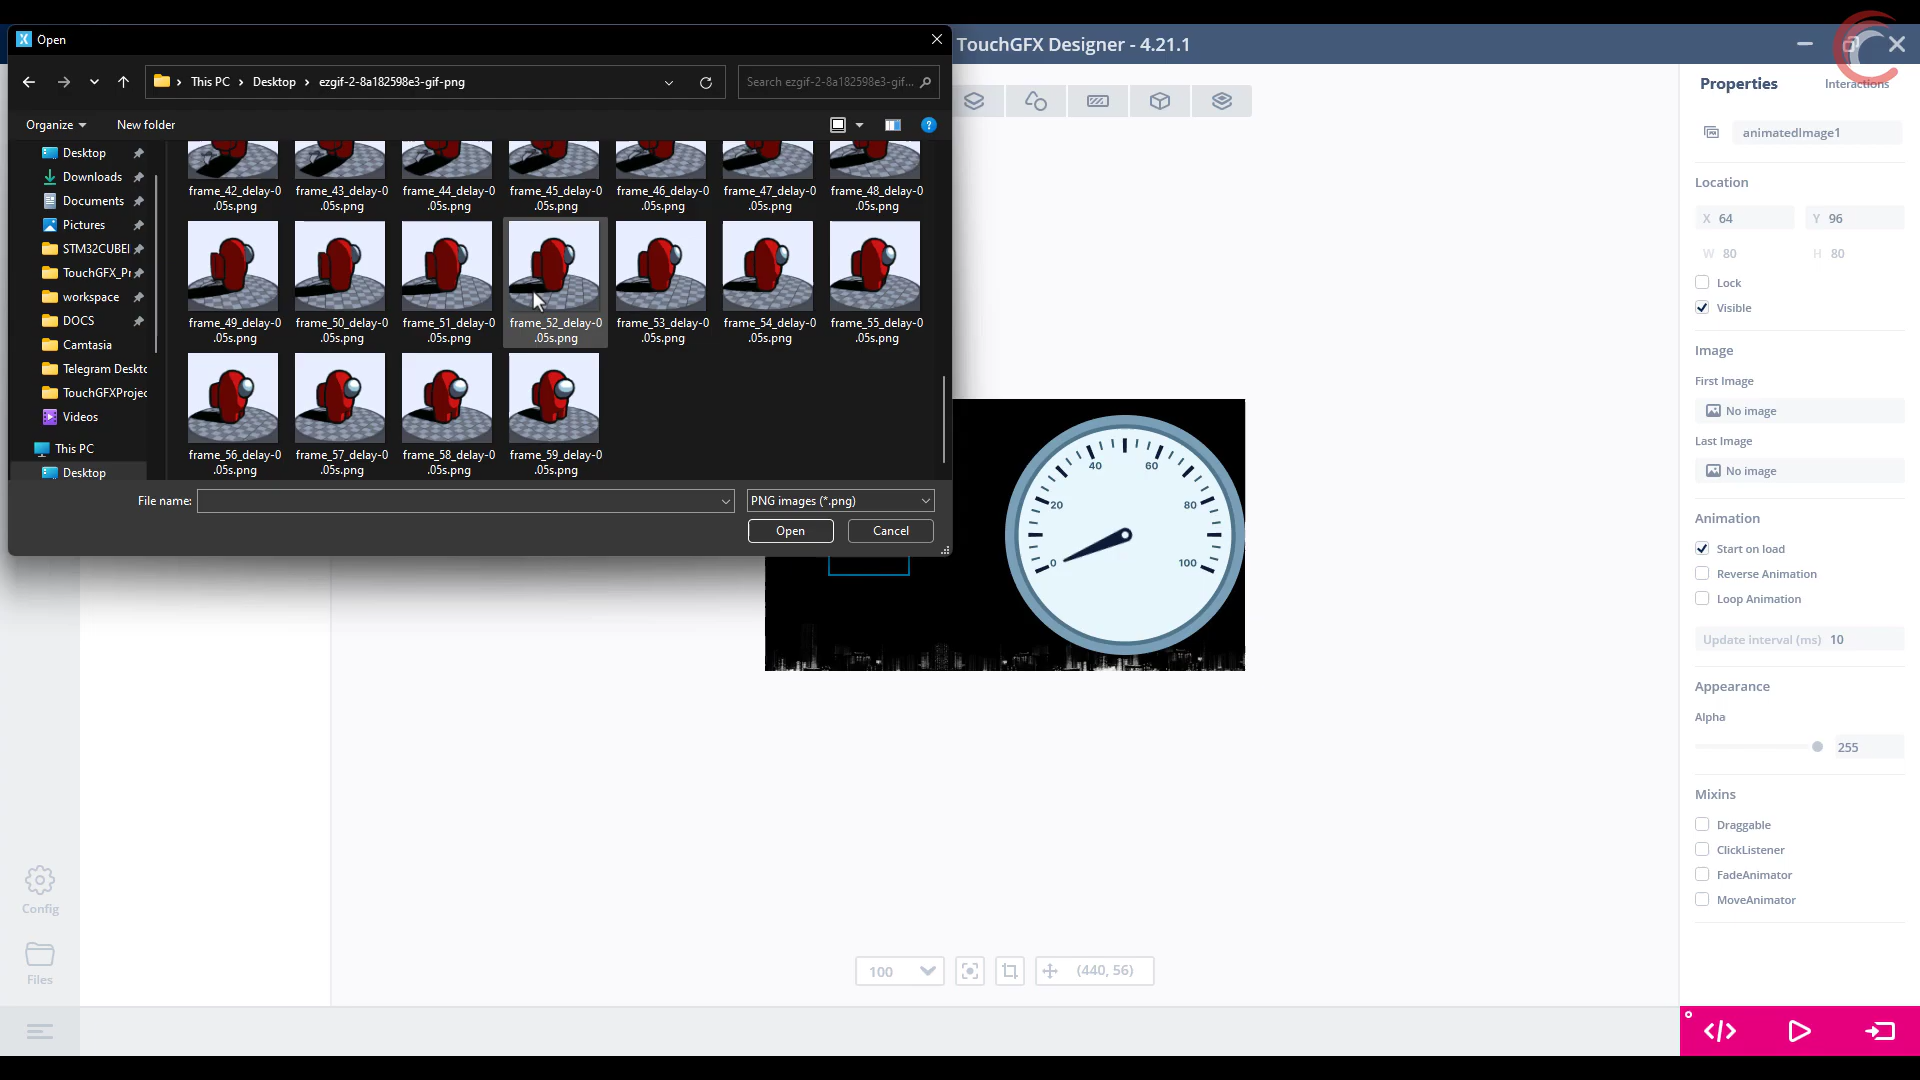 Open
TouchGFX Designer - 4.21.1
This PC
Desktop
ezgif-2-8a182598e3-gif-png
Search ezgif-2-8a182598e3-gif...
Organize
New folder
Desktop
Downloads
Documents
Pictures
STM32CUBEI
TouchGFX_Pr
workspace
DOCS
Camtasia
Telegram Deskto
TouchGFXProjec
Videos
This PC
Desktop
frame_42_delay-0
.05s.png
frame_43_delay-0
.05s.png
frame_44_delay-0
.05s.png
frame_45_delay-0
.05s.png
frame_46_delay-0
.05s.png
frame_47_delay-0
.05s.png
frame_48_delay-0
.05s.png
frame_49_delay-0
.05s.png
frame_50_delay-0
.05s.png
frame_51_delay-0
.05s.png
frame_52_delay-0
.05s.png
frame_53_delay-0
.05s.png
frame_54_delay-0
.05s.png
frame_55_delay-0
.05s.png
frame_56_delay-0
.05s.png
frame_57_delay-0
.05s.png
frame_58_delay-0
.05s.png
frame_59_delay-0
.05s.png
File name:
PNG images (*.png)
Open
Cancel
0
20
40
60
80
100
100
(440, 56)
Config
Files
Properties
Interactions
animatedImage1
Location
X 64
Y 96
W 80
H 80
Lock
Visible
Image
First Image
No image
Last Image
No image
Animation
Start on load
Reverse Animation
Loop Animation
Update interval (ms) 10
Appearance
Alpha
255
Mixins
Draggable
ClickListener
FadeAnimator
MoveAnimator